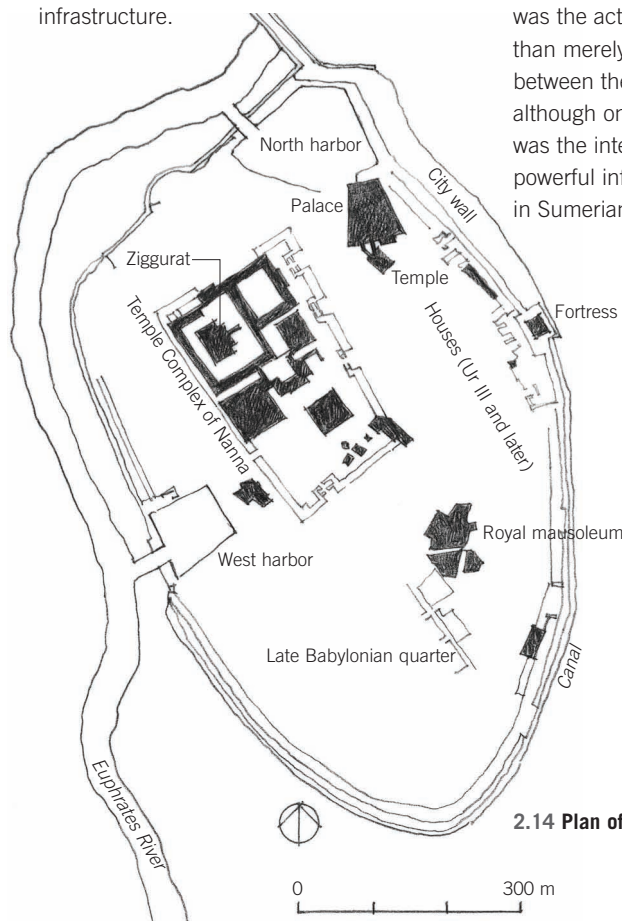 infrastructure.
was the act
than merely
between the
although or
was the inte
powerful inf
in Sumerian
North harbor
City wall
Palace
Ziggurat
Temple
Fortress
Temple Complex of Nanna
Houses (Ur III and later)
Royal mausoleum
West harbor
Late Babylonian quarter
Canal
Euphrates River
2.14 Plan of
0 300 m